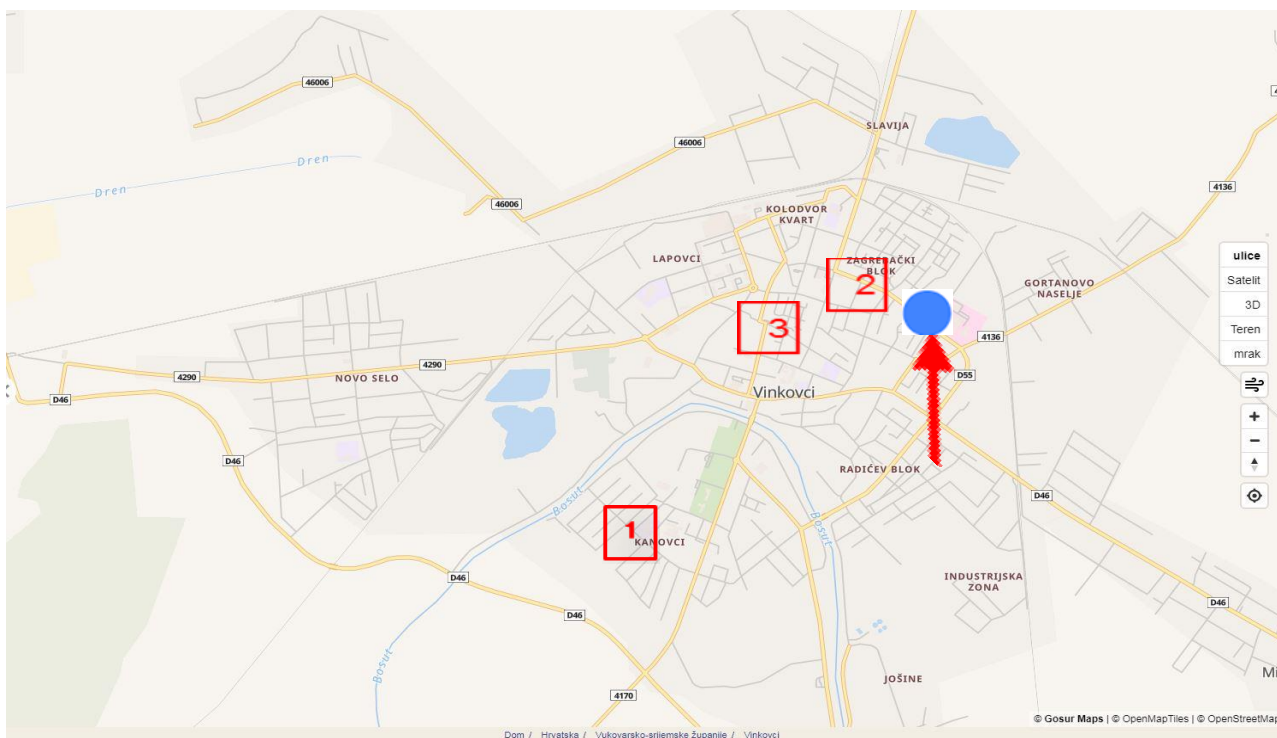 46006
SLAVIJA
46006
Dren
Dren
4136
46006
KOLODVOR
KVART
LAPOVCI
ZAGREBAČKI
BLOK
ulice
2
GORTANOVO
NASELJE
Satelit
3D
3
4136
Teren
mrak
4290
4290
NOVO SELO
D55
D46
Vinkovci
+
−
D46
RADIĆEV BLOK
D46
Bosut
Bosut
1
KANOVCI
D46
INDUSTRIJSKA
ZONA
D46
D46
Bosut
JOŠINE
4170
© Gosur Maps | © OpenMapTiles | © OpenStreetMap
Dom / Hrvatska / Vukovarsko-srijemske županije / Vinkovci